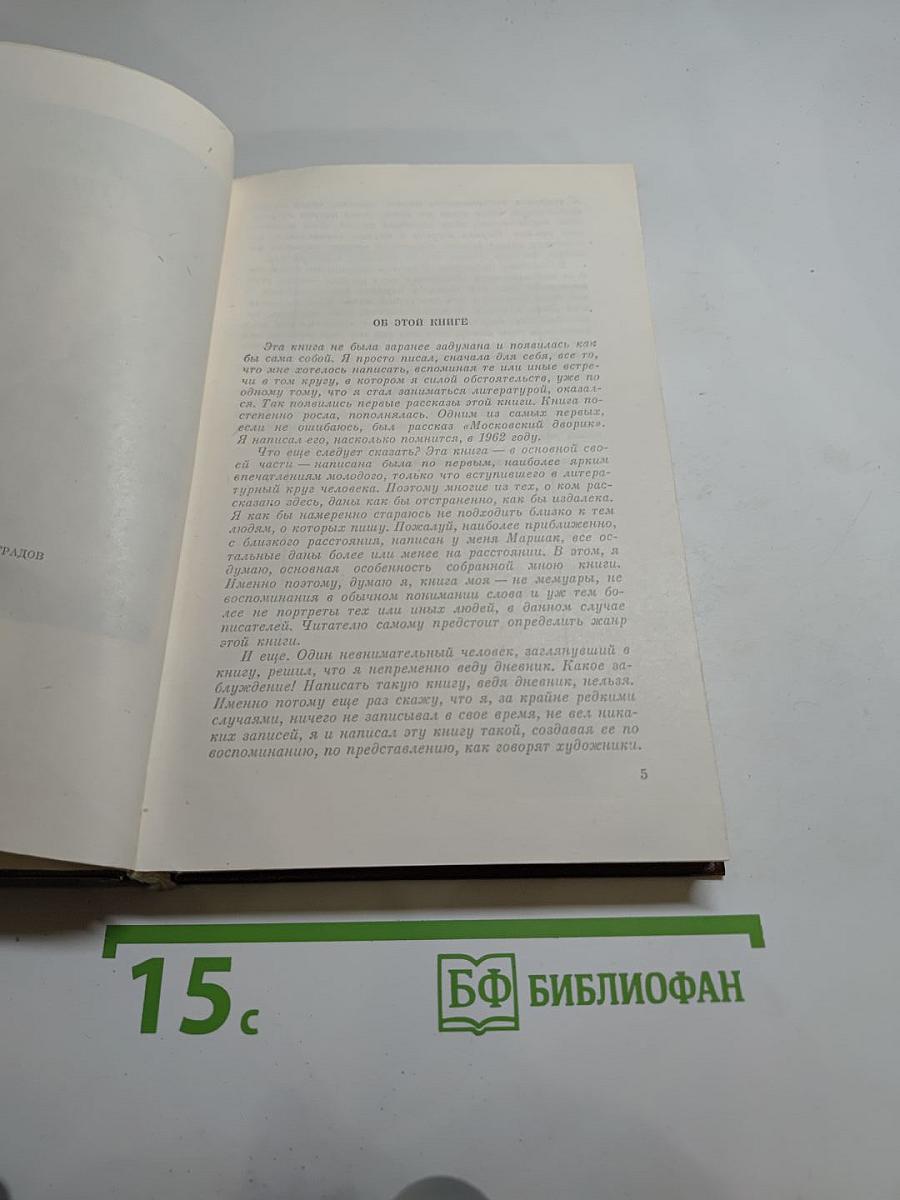 ТРАДОВ
ОБ ЭТОЙ КНИГЕ
Эта книга не была заранее задумана и появилась как
бы сама собой. Я просто писал, сначала для себя, все то,
что мне хотелось написать, вспоминая те или иные встре-
чи в том кругу, в котором я силой обстоятельств, уже по
одному тому, что я стал заниматься литературой, оказал-
ся. Так появились первые рассказы этой книги. Книга по-
степенно росла, пополнялась. Одним из самых первых,
если не ошибаюсь, был рассказ «Московский дворик».
Я написал его, насколько помнится, в 1962 году.
Что еще следует сказать? Эта книга — в основной сво-
ей части — написана была по первым, наиболее ярким
впечатлениям молодого, только что вступившего в литера-
турный круг человека. Поэтому многие из тех, о ком рас-
сказано здесь, даны как бы отстраненно, как бы издалека.
Я как бы намеренно стараюсь не подходить близко к тем
людям, о которых пишу. Пожалуй, наиболее приближенно,
с близкого расстояния, написан у меня Маршак, все ос-
тальные даны более или менее на расстоянии. В этом, я
думаю, основная особенность собранной мною книги.
Именно поэтому, думаю я, книга моя — не мемуары, не
воспоминания в обычном понимании слова и уж тем бо-
лее не портреты тех или иных людей, в данном случае
писателей. Читателю самому предстоит определить жанр
этой книги.
И еще. Один невнимательный человек, заглянувший в
книгу, решил, что я непременно веду дневник. Какое за-
блуждение! Написать такую книгу, ведя дневник, нельзя.
Именно потому еще раз скажу, что я, за крайне редкими
случаями, ничего не записывал в свое время, не вел ника-
ких записей, я и написал эту книгу такой, создавая ее по
воспоминанию, по представлению, как говорят художники.
5
15 с
БФ БИБЛИОФАН